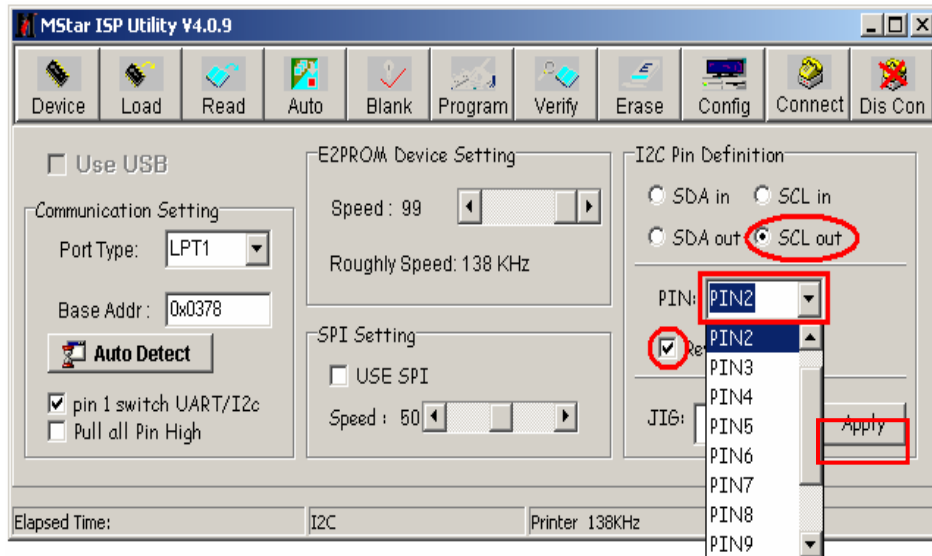 MStar ISP Utility V4.0.9
Device Load Read Auto Blank Program Verify Erase Config Connect Dis Con
Use USB
Communication Setting
Port Type: LPT1
Base Addr : 0x0378
Auto Detect
pin 1 switch UART/I2c
Pull all Pin High
E2PROM Device Setting
Speed : 99
Roughly Speed: 138 KHz
SPI Setting
USE SPI
Speed : 50
I2C Pin Definition
SDA in SCL in
SDA out SCL out
PIN: PIN2
PIN2
PIN3
PIN4
PIN5
PIN6
PIN7
PIN8
PIN9
JIG:
Apply
Elapsed Time: I2C Printer 138KHz